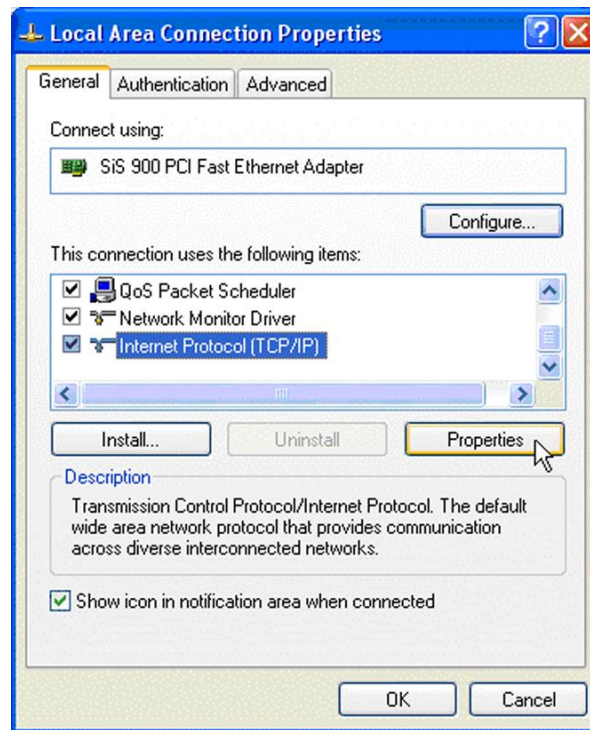 Local Area Connection Properties
General Authentication Advanced
Connect using:
SiS 900 PCI Fast Ethernet Adapter
Configure...
This connection uses the following items:
QoS Packet Scheduler
Network Monitor Driver
Internet Protocol (TCP/IP)
Install... Uninstall Properties
Description
Transmission Control Protocol/Internet Protocol. The default
wide area network protocol that provides communication
across diverse interconnected networks.
Show icon in notification area when connected
OK Cancel